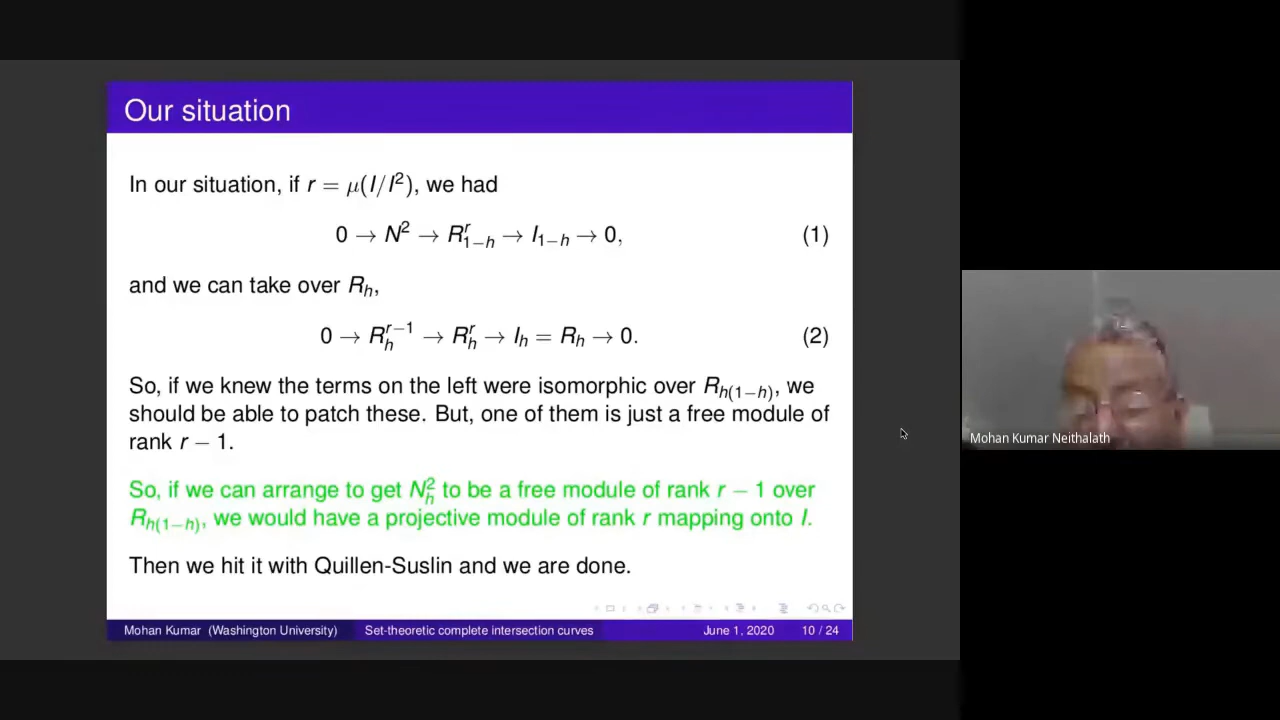 Our situation
In our situation, if r = μ(I/I²), we had
0 → N² → R^r_{1−h} → I_{1−h} → 0, (1)
and we can take over R_h,
0 → R_h^{r−1} → R_h^r → I_h = R_h → 0. (2)
So, if we knew the terms on the left were isomorphic over R_{h(1−h)}, we
should be able to patch these. But, one of them is just a free module of
rank r − 1.
So, if we can arrange to get N_h^2 to be a free module of rank r − 1 over
R_{h(1−h)}, we would have a projective module of rank r mapping onto I.
Then we hit it with Quillen-Suslin and we are done.
Mohan Kumar (Washington University) Set-theoretic complete intersection curves June 1, 2020 10 / 24
Mohan Kumar Neithalath